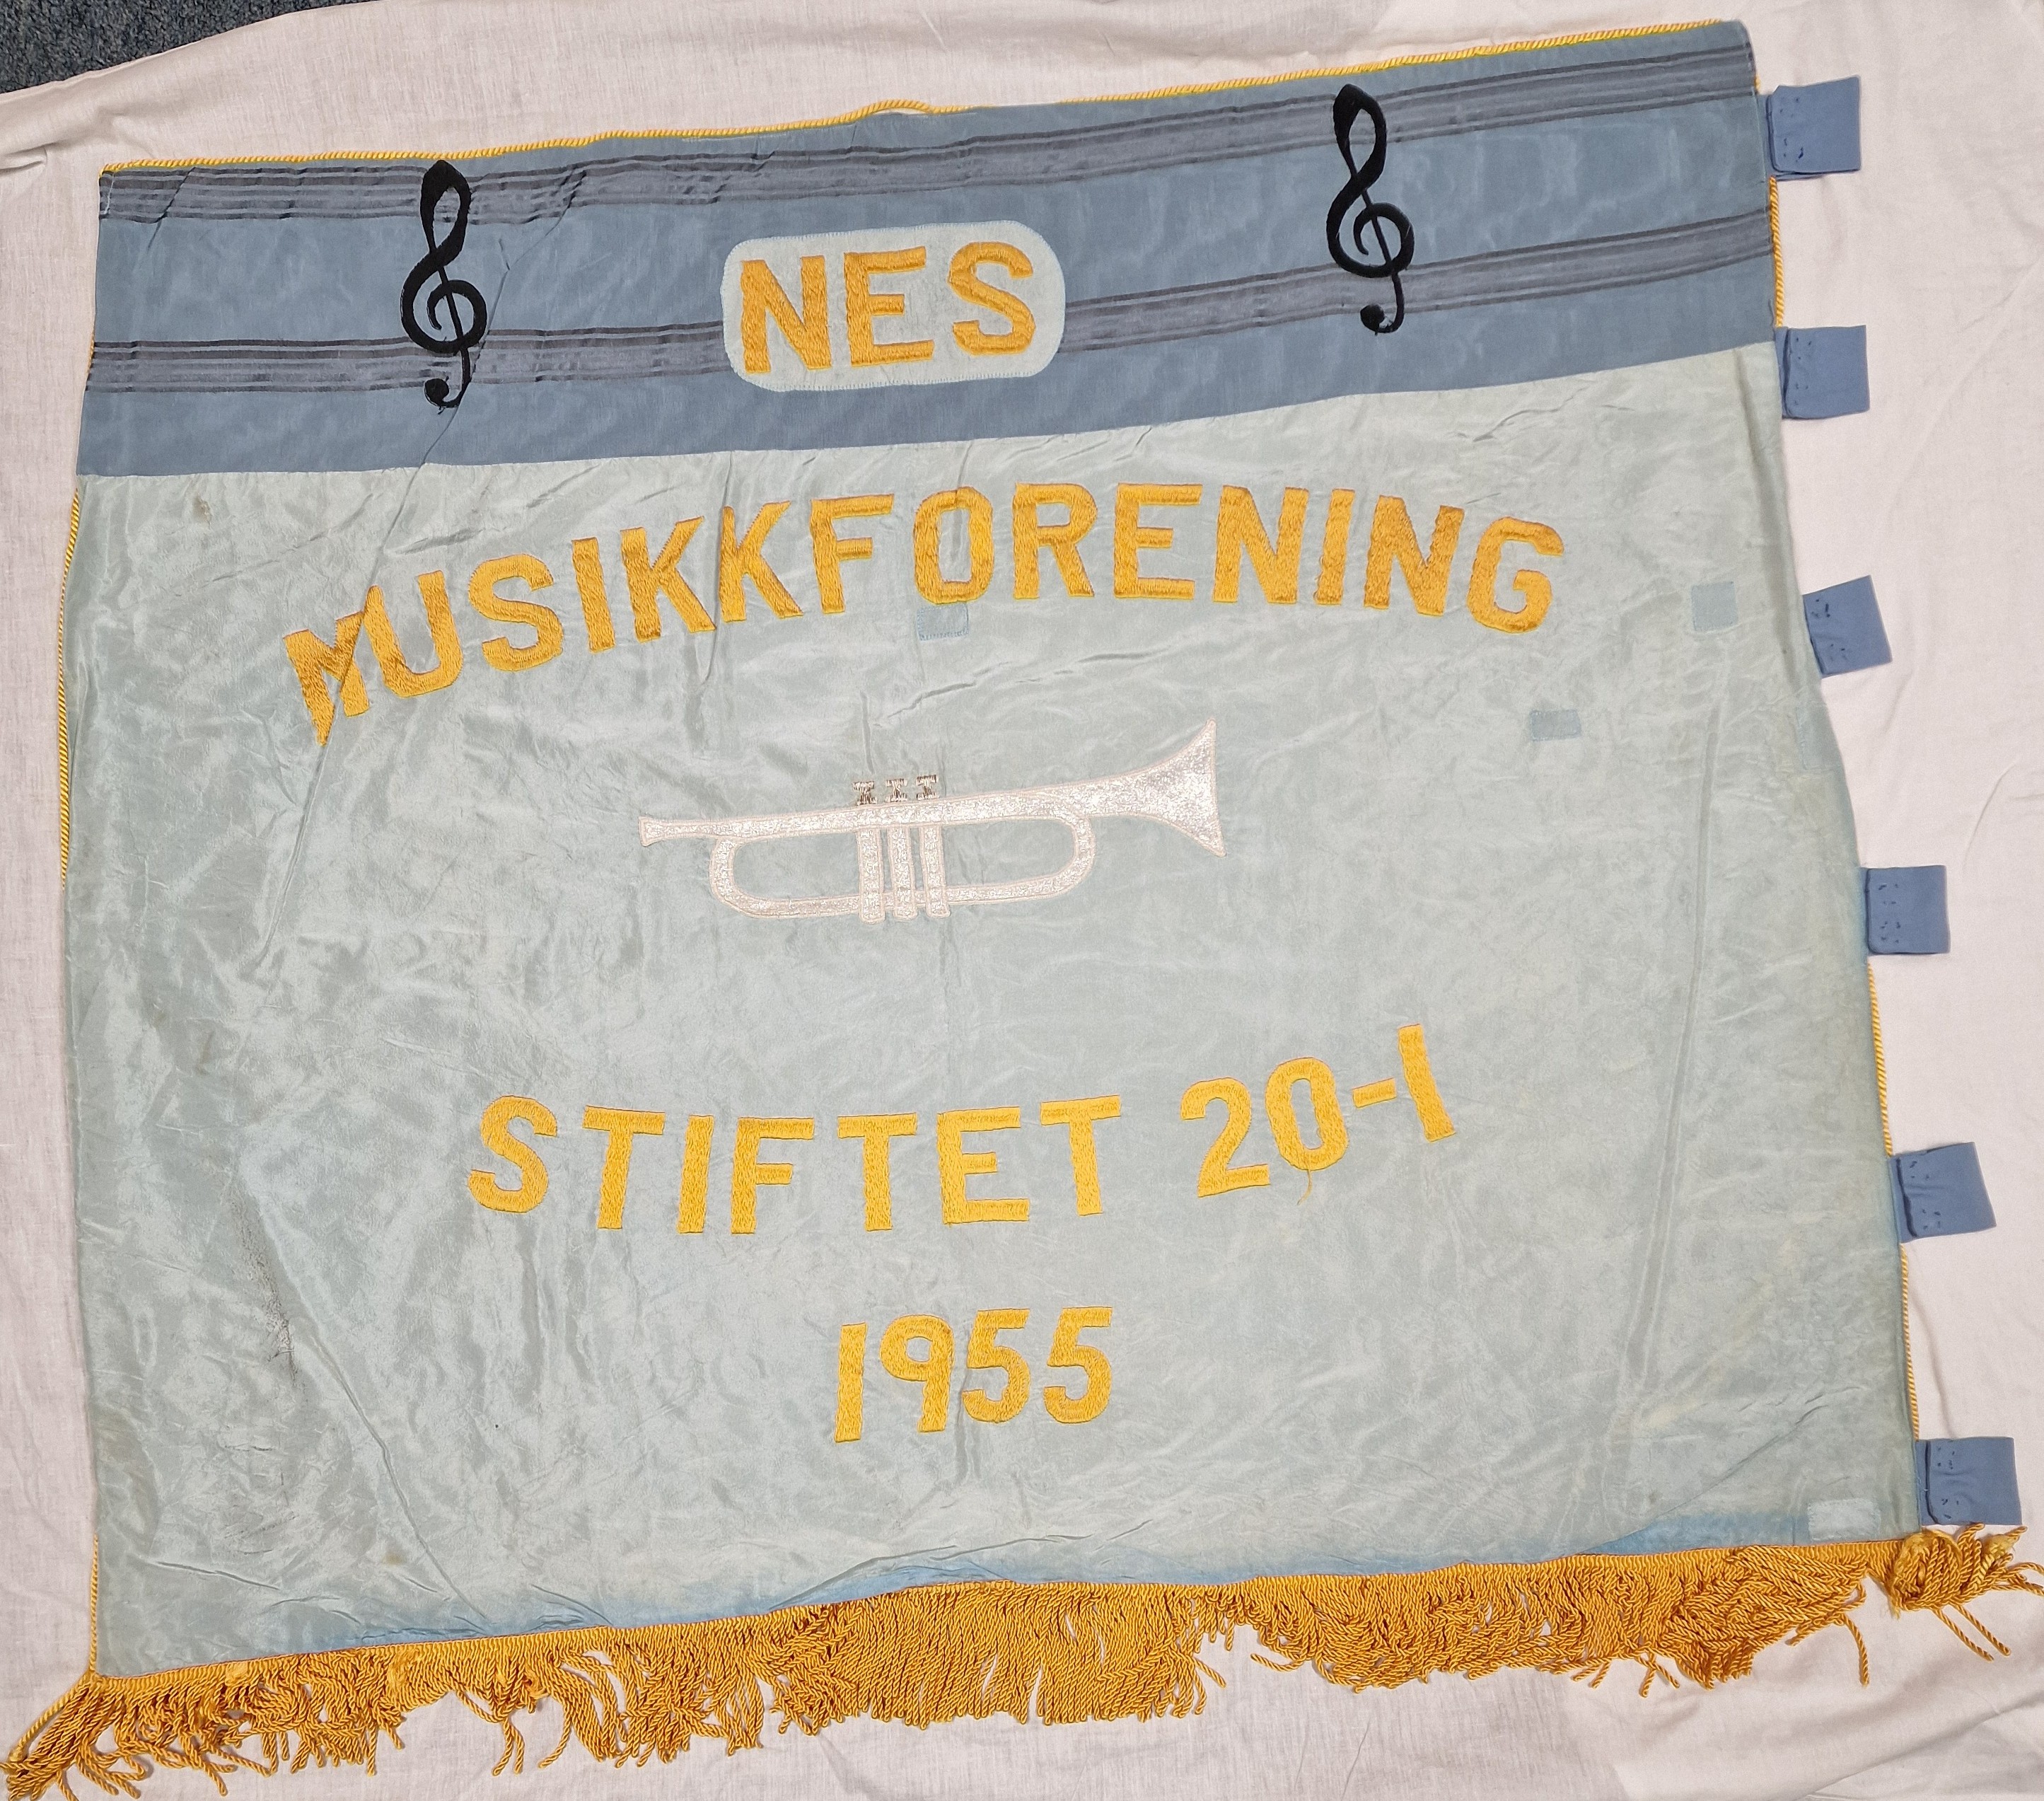 NES
MUSIKKFORENING
STIFTET 20-1
1955